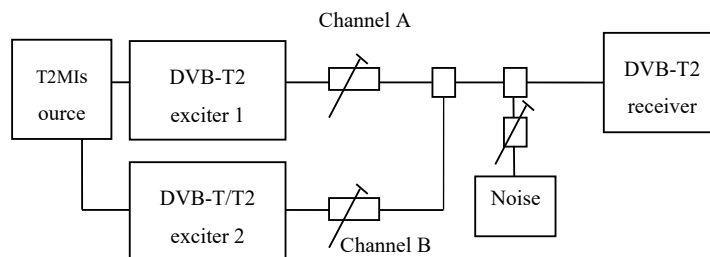 Channel A
T2MIs
ource
DVB-T2
exciter 1
DVB-T2
receiver
DVB-T/T2
exciter 2
Noise
Channel B